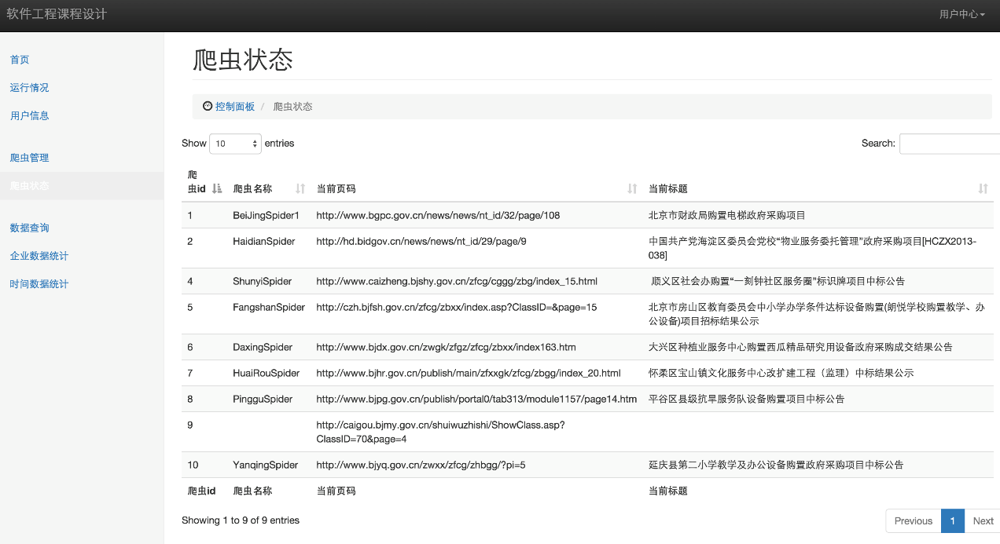 软件工程课程设计 用户中心
首页
运行情况
用户信息
爬虫管理
爬虫状态
数据查询
企业数据统计
时间数据统计
爬虫状态
控制面板 / 爬虫状态
Show 10 entries Search:
爬
虫id 爬虫名称 当前页码 当前标题
1 BeiJingSpider1 http://www.bgpc.gov.cn/news/news/nt_id/32/page/108 北京市财政局购置电梯政府采购项目
2 HaidianSpider http://hd.bidgov.cn/news/news/nt_id/29/page/9 中国共产党海淀区委员会党校“物业服务委托管理”政府采购项目[HCZX2013-
038]
4 ShunyiSpider http://www.caizheng.bjshy.gov.cn/zfcg/cggg/zbg/index_15.html 顺义区社会办购置“一刻钟社区服务圈”标识牌项目中标公告
5 FangshanSpider http://czh.bjfsh.gov.cn/zfcg/zbxx/index.asp?ClassID=&page=15 北京市房山区教育委员会中小学办学条件达标设备购置(朗悦学校购置教学、办
公设备)项目招标结果公示
6 DaxingSpider http://www.bjdx.gov.cn/zwgk/zfgz/zfcg/zbxx/index163.htm 大兴区种植业服务中心购置西瓜精品研究用设备政府采购成交结果公告
7 HuaiRouSpider http://www.bjhr.gov.cn/publish/main/zfxxgk/zfcg/zbgg/index_20.html 怀柔区宝山镇文化服务中心改扩建工程（监理）中标结果公示
8 PingguSpider http://www.bjpg.gov.cn/publish/portal0/tab313/module1157/page14.htm 平谷区县级抗旱服务队设备购置项目中标公告
9 http://caigou.bjmy.gov.cn/shuiwuzhishi/ShowClass.asp?
ClassID=70&page=4
10 YanqingSpider http://www.bjyq.gov.cn/zwxx/zfcg/zhbgg/?pi=5 延庆县第二小学教学及办公设备购置政府采购项目中标公告
爬虫id 爬虫名称 当前页码 当前标题
Showing 1 to 9 of 9 entries Previous 1 Next